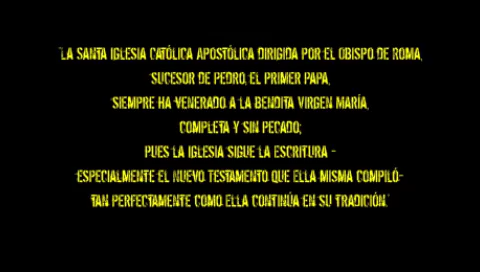 "LA SANTA IGLESIA CATÓLICA APOSTÓLICA DIRIGIDA POR EL OBISPO DE ROMA,
SUCESOR DE PEDRO, EL PRIMER PAPA,
SIEMPRE HA VENERADO A LA BENDITA VIRGEN MARÍA,
COMPLETA Y SIN PECADO;
PUES LA IGLESIA SIGUE LA ESCRITURA -
ESPECIALMENTE EL NUEVO TESTAMENTO QUE ELLA MISMA COMPILÓ-
TAN PERFECTAMENTE COMO ELLA CONTINÚA EN SU TRADICIÓN."